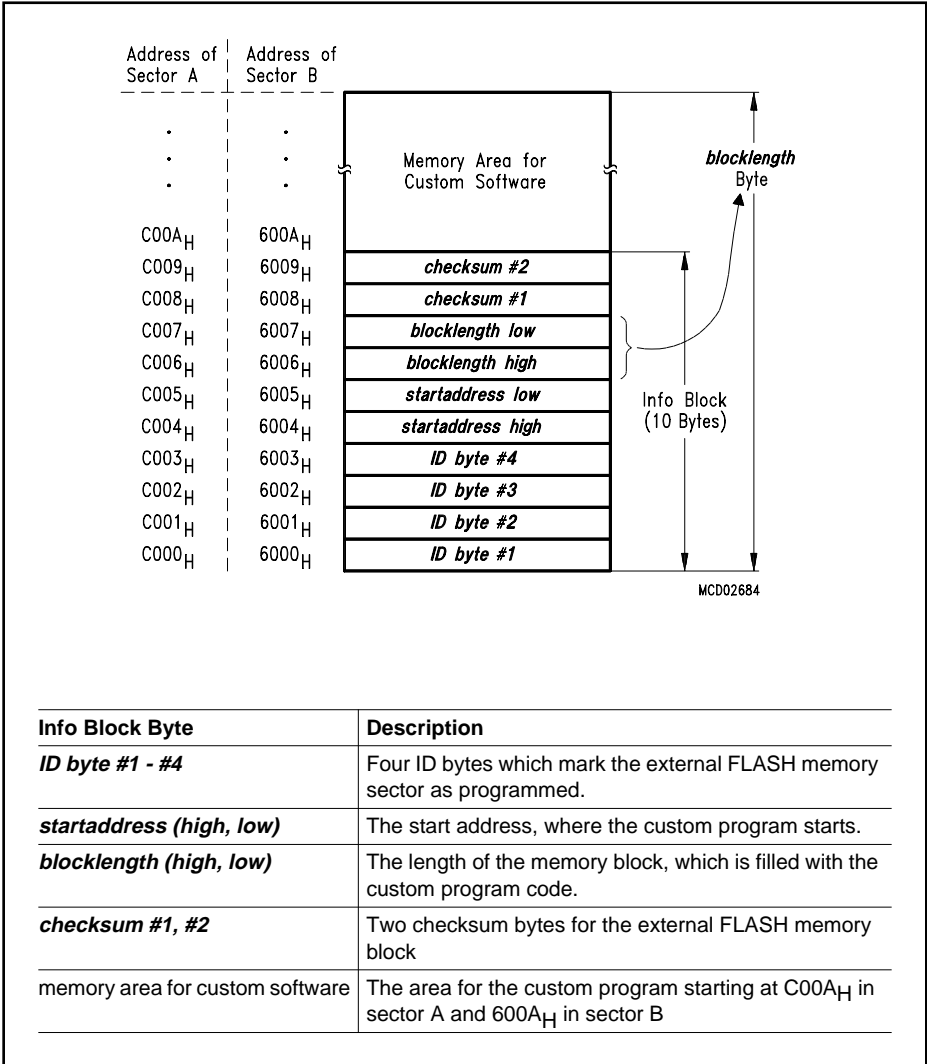 Address of Sector A
Address of Sector B
.
.
.
.
.
.
Memory Area for
Custom Software
blocklength
Byte
C00AH 600AH
C009H 6009H checksum #2
C008H 6008H checksum #1
C007H 6007H blocklength low
C006H 6006H blocklength high
C005H 6005H startaddress low
C004H 6004H startaddress high
Info Block
(10 Bytes)
C003H 6003H ID byte #4
C002H 6002H ID byte #3
C001H 6001H ID byte #2
C000H 6000H ID byte #1
MCD02684
Info Block Byte Description
ID byte #1 - #4 Four ID bytes which mark the external FLASH memory
sector as programmed.
startaddress (high, low) The start address, where the custom program starts.
blocklength (high, low) The length of the memory block, which is filled with the
custom program code.
checksum #1, #2 Two checksum bytes for the external FLASH memory
block
memory area for custom software The area for the custom program starting at C00AH in
sector A and 600AH in sector B